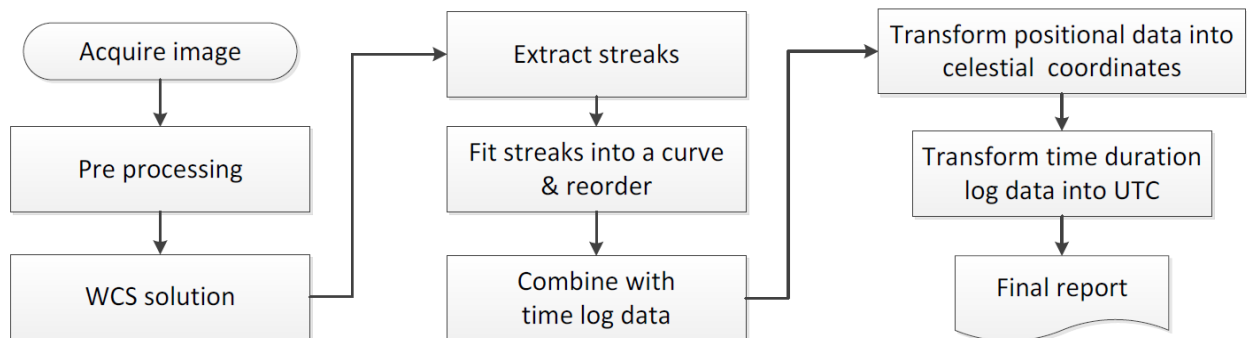 Acquire image
Pre processing
WCS solution
Extract streaks
Fit streaks into a curve
& reorder
Combine with
time log data
Transform positional data into
celestial coordinates
Transform time duration
log data into UTC
Final report